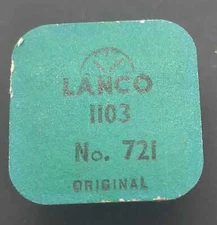 LANCO
1103
No. 721
ORIGINAL